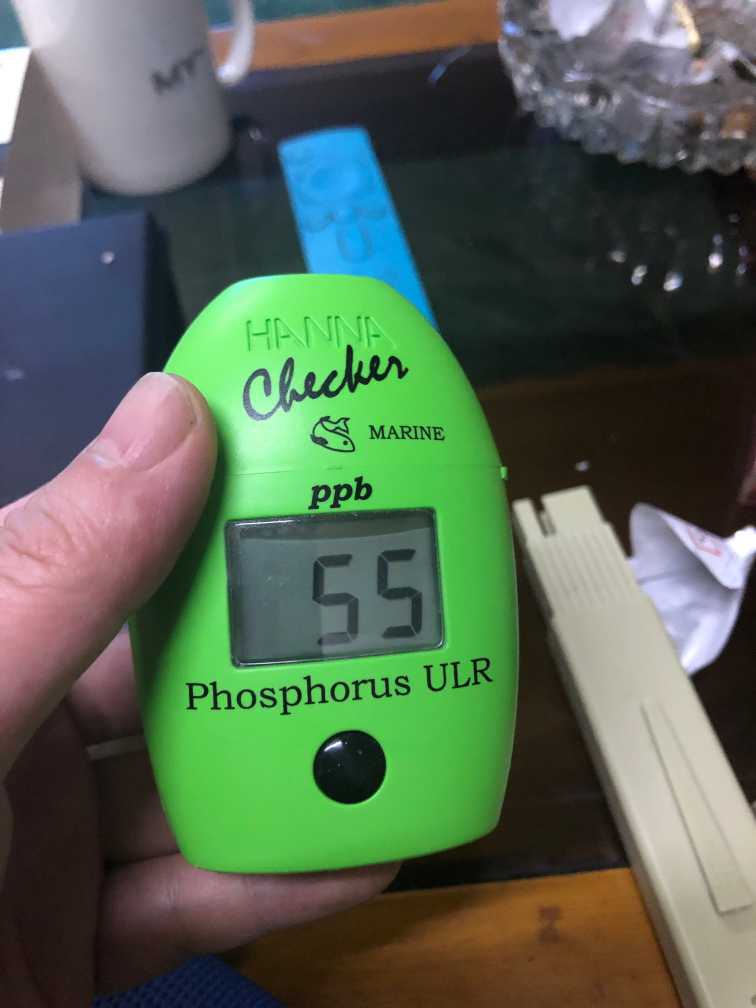 HANNA
Checker
MARINE
ppb
55
Phosphorus ULR